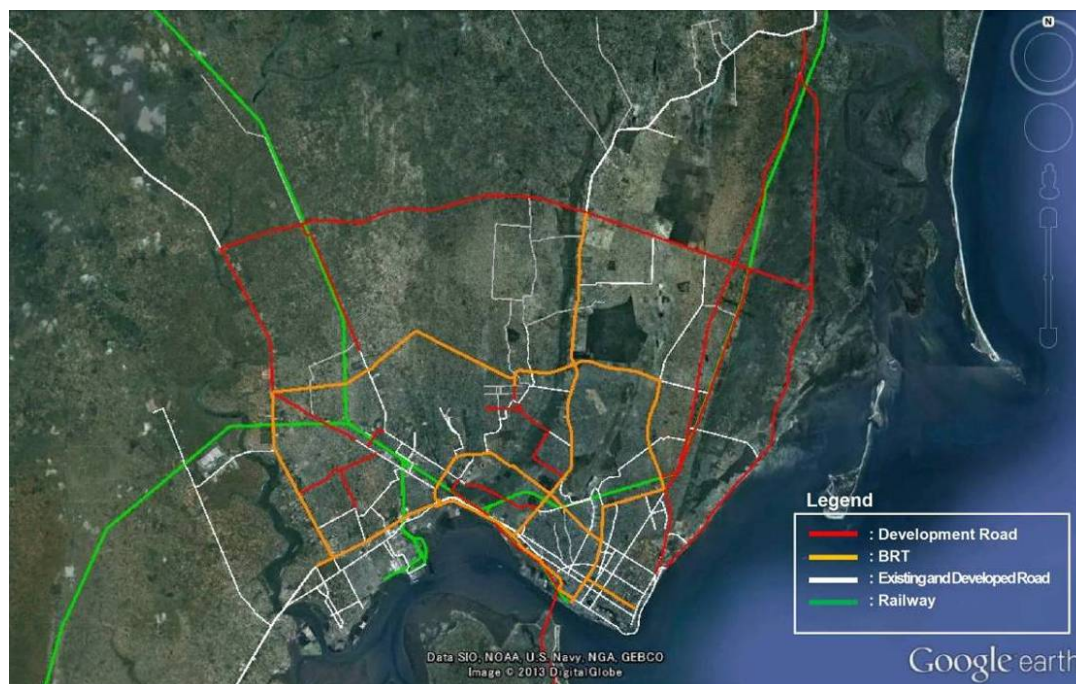 N
Legend
: Development Road
: BRT
: Existing and Developed Road
: Railway
Data SIO, NOAA, U.S. Navy, NGA, GEBCO
Image © 2013 DigitalGlobe
Google earth